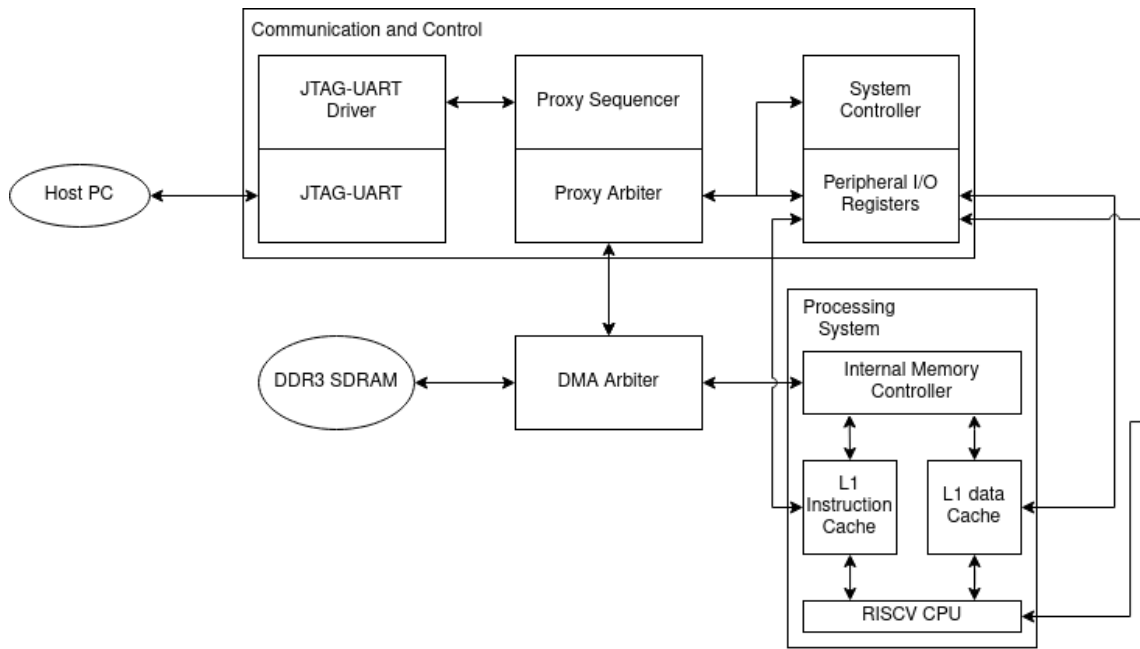 Communication and Control
JTAG-UART
Driver
Proxy Sequencer
System
Controller
Host PC
JTAG-UART
Proxy Arbiter
Peripheral I/O
Registers
Processing
System
DDR3 SDRAM
DMA Arbiter
Internal Memory
Controller
L1
Instruction
Cache
L1 data
Cache
RISCV CPU